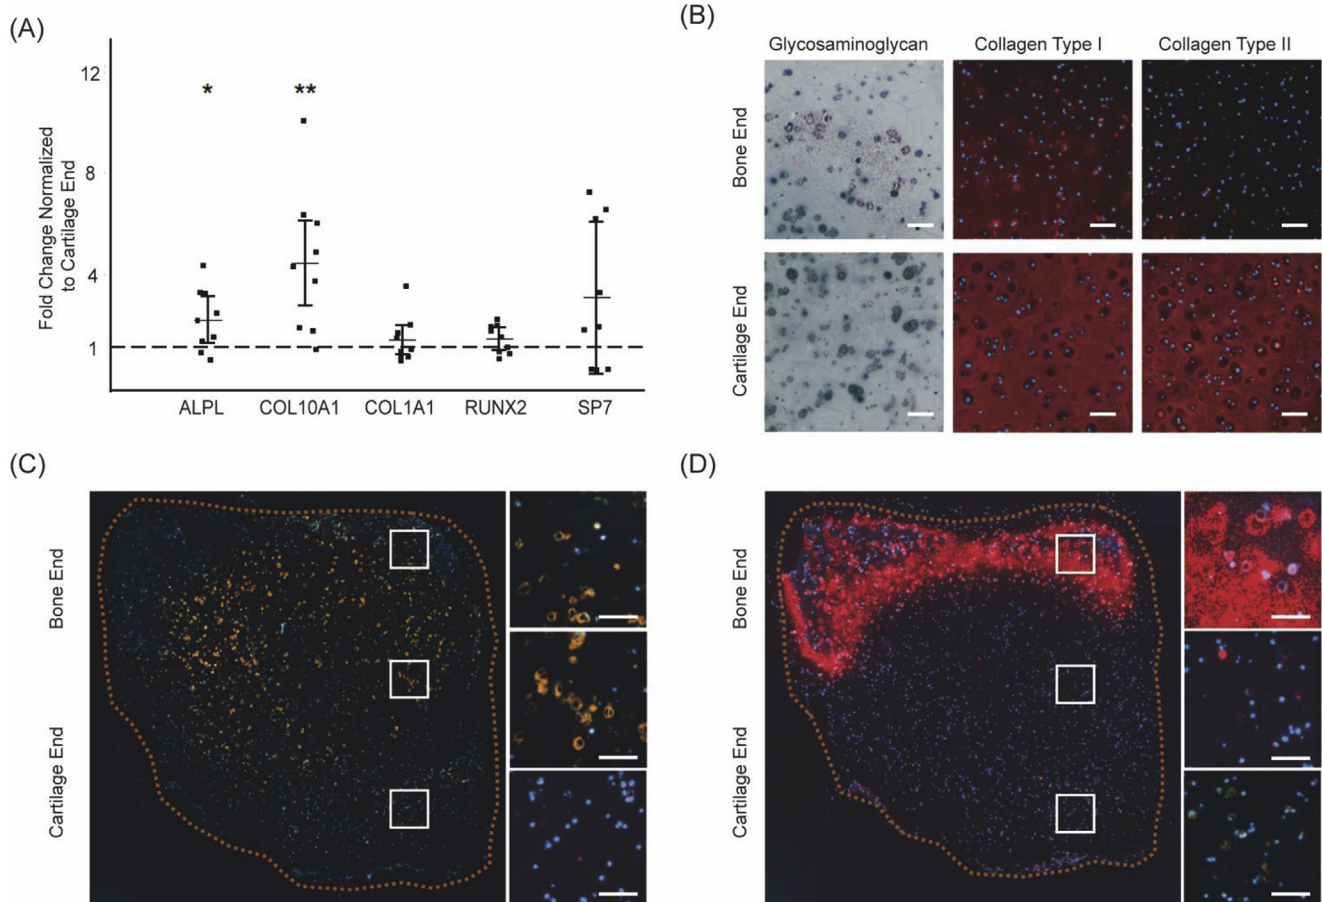 (A)
12
8
4
1
Fold Change Normalized
to Cartilage End
*
**
ALPL
COL10A1
COL1A1
RUNX2
SP7
(B)
Glycosaminoglycan
Collagen Type I
Collagen Type II
Bone End
Cartilage End
(C)
Bone End
Cartilage End
(D)
Bone End
Cartilage End